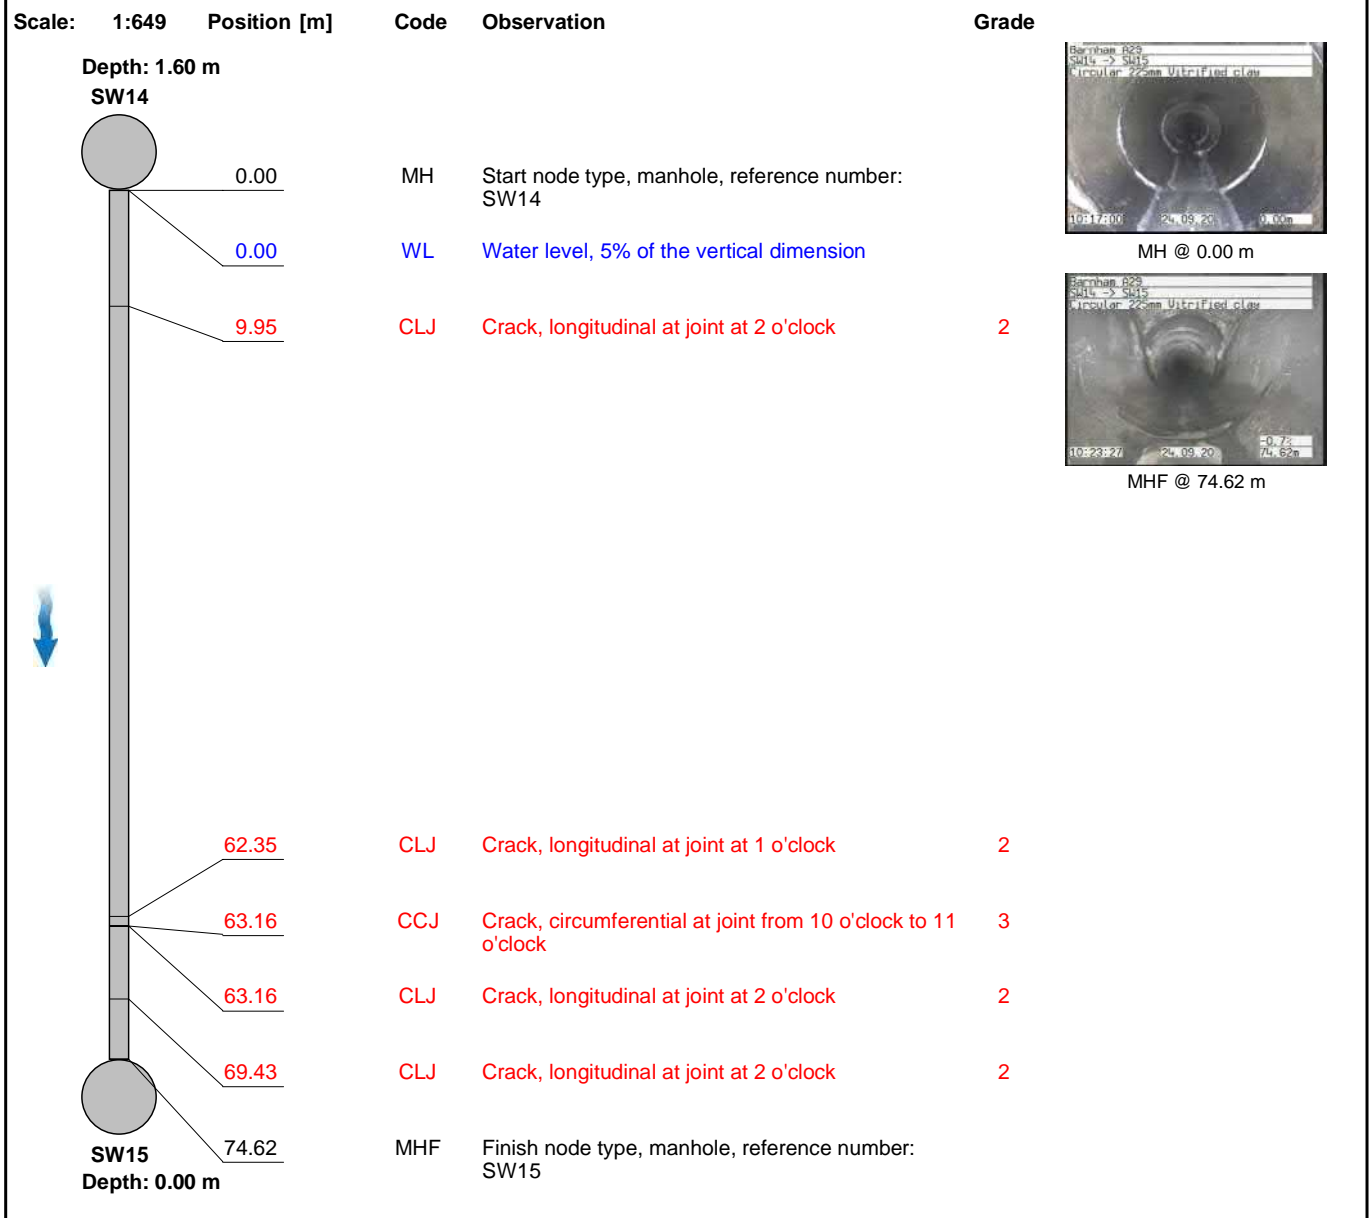 Scale: 1:649 Position [m] Code Observation Grade
Depth: 1.60 m
SW14
0.00 MH Start node type, manhole, reference number:
SW14
0.00 WL Water level, 5% of the vertical dimension
9.95 CLJ Crack, longitudinal at joint at 2 o'clock 2
62.35 CLJ Crack, longitudinal at joint at 1 o'clock 2
63.16 CCJ Crack, circumferential at joint from 10 o'clock to 11 3
o'clock
63.16 CLJ Crack, longitudinal at joint at 2 o'clock 2
69.43 CLJ Crack, longitudinal at joint at 2 o'clock 2
74.62 MHF Finish node type, manhole, reference number:
SW15
SW15
Depth: 0.00 m
Barnham A29
SW14 -> SW15
Circular 225mm Vitrified clay
10:17:00 24.09.20 0.00m
MH @ 0.00 m
Barnham A29
SW14 -> SW15
Circular 225mm Vitrified clay
-0.7%
10:23:27 24.09.20 74.62m
MHF @ 74.62 m